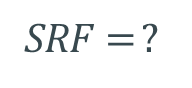 SRF =?